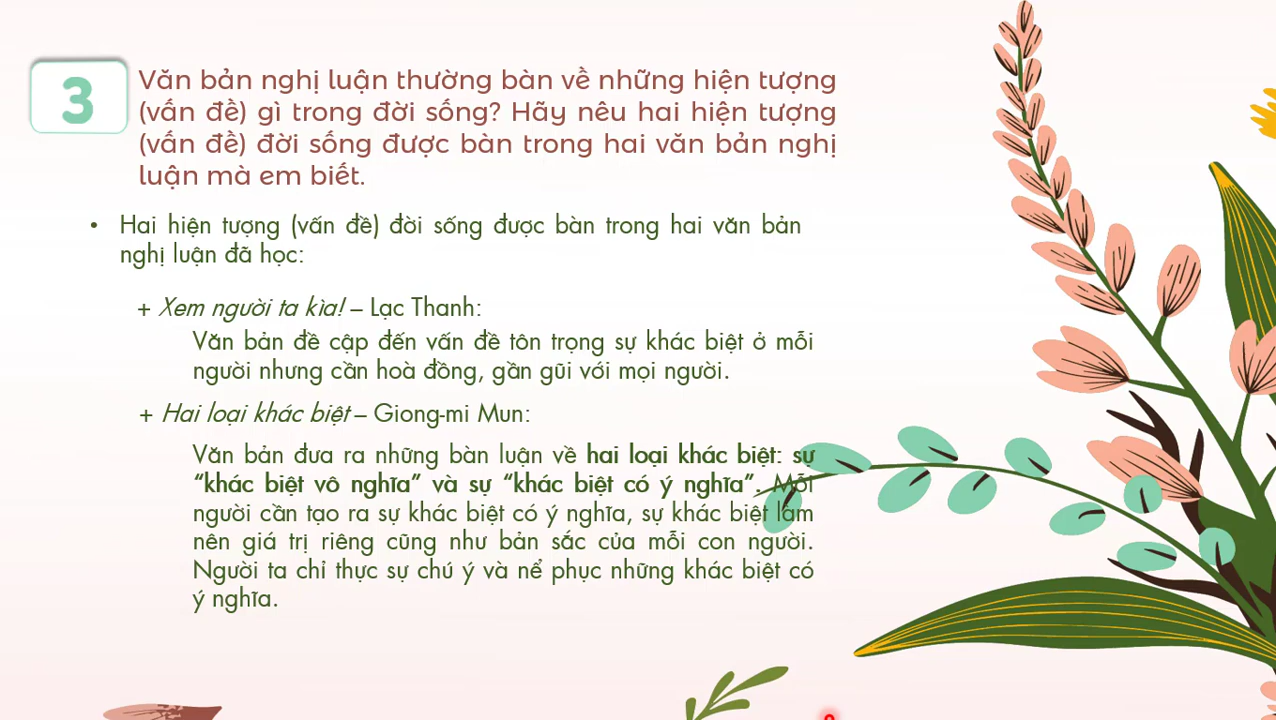 3
Văn bản nghị luận thường bàn về những hiện tượng
(vấn đề) gì trong đời sống? Hãy nêu hai hiện tượng
(vấn đề) đời sống được bàn trong hai văn bản nghị
luận mà em biết.
• Hai hiện tượng (vấn đề) đời sống được bàn trong hai văn bản
nghị luận đã học:
+ Xem người ta kìa! – Lạc Thanh:
Văn bản đề cập đến vấn đề tôn trọng sự khác biệt ở mỗi
người nhưng cần hoà đồng, gần gũi với mọi người.
+ Hai loại khác biệt – Giong-mi Mun:
Văn bản đưa ra những bàn luận về hai loại khác biệt: sự
“khác biệt vô nghĩa” và sự “khác biệt có ý nghĩa”. Mỗi
người cần tạo ra sự khác biệt có ý nghĩa, sự khác biệt làm
nên giá trị riêng cũng như bản sắc của mỗi con người.
Người ta chỉ thực sự chú ý và nể phục những khác biệt có
ý nghĩa.